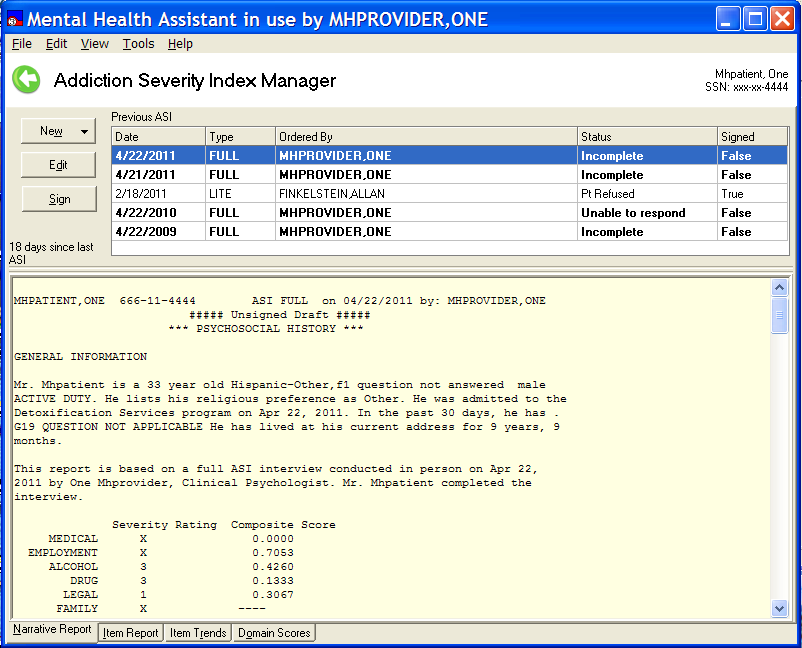 Mental Health Assistant in use by MHPROVIDER,ONE
File Edit View Tools Help
Addiction Severity Index Manager
Mhpatient, One
SSN: xxx-xx-4444
New
Edit
Sign
18 days since last
ASI
Previous ASI
Date Type Ordered By Status Signed
4/22/2011 FULL MHPROVIDER,ONE Incomplete False
4/21/2011 FULL MHPROVIDER,ONE Incomplete False
2/18/2011 LITE FINKELSTEIN,ALLAN Pt Refused True
4/22/2010 FULL MHPROVIDER,ONE Unable to respond False
4/22/2009 FULL MHPROVIDER,ONE Incomplete False
MHPATIENT,ONE 666-11-4444 ASI FULL on 04/22/2011 by: MHPROVIDER,ONE
##### Unsigned Draft #####
*** PSYCHOSOCIAL HISTORY ***
GENERAL INFORMATION
Mr. Mhpatient is a 33 year old Hispanic-Other,f1 question not answered male
ACTIVE DUTY. He lists his religious preference as Other. He was admitted to the
Detoxification Services program on Apr 22, 2011. In the past 30 days, he has .
G19 QUESTION NOT APPLICABLE He has lived at his current address for 9 years, 9
months.
This report is based on a full ASI interview conducted in person on Apr 22,
2011 by One Mhprovider, Clinical Psychologist. Mr. Mhpatient completed the
interview.
Severity Rating Composite Score
MEDICAL X 0.0000
EMPLOYMENT X 0.7053
ALCOHOL 3 0.4260
DRUG 3 0.1333
LEGAL 1 0.3067
FAMILY X ----
Narrative Report Item Report Item Trends Domain Scores